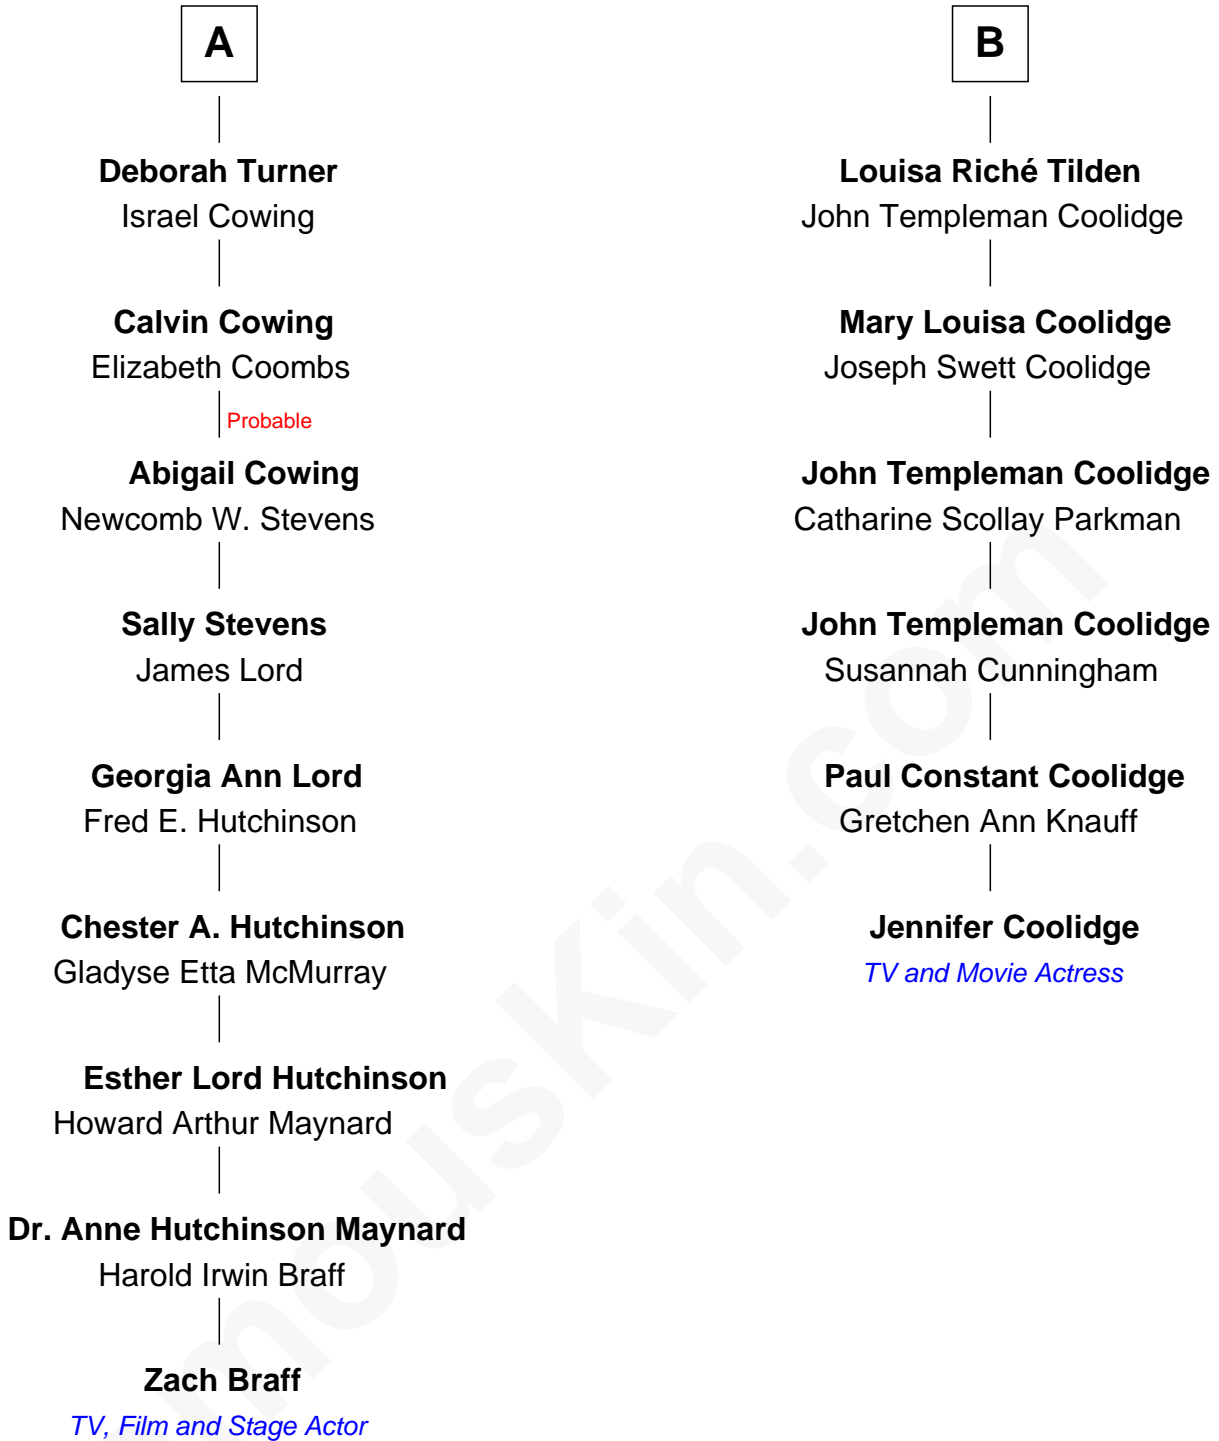 A
Deborah Turner
Israel Cowing
Calvin Cowing
Elizabeth Coombs
Probable
Abigail Cowing
Newcomb W. Stevens
Sally Stevens
James Lord
Georgia Ann Lord
Fred E. Hutchinson
Chester A. Hutchinson
Gladyse Etta McMurray
Esther Lord Hutchinson
Howard Arthur Maynard
Dr. Anne Hutchinson Maynard
Harold Irwin Braff
Zach Braff
TV, Film and Stage Actor
B
Louisa Riché Tilden
John Templeman Coolidge
Mary Louisa Coolidge
Joseph Swett Coolidge
John Templeman Coolidge
Catharine Scollay Parkman
John Templeman Coolidge
Susannah Cunningham
Paul Constant Coolidge
Gretchen Ann Knauff
Jennifer Coolidge
TV and Movie Actress
mousKin.com